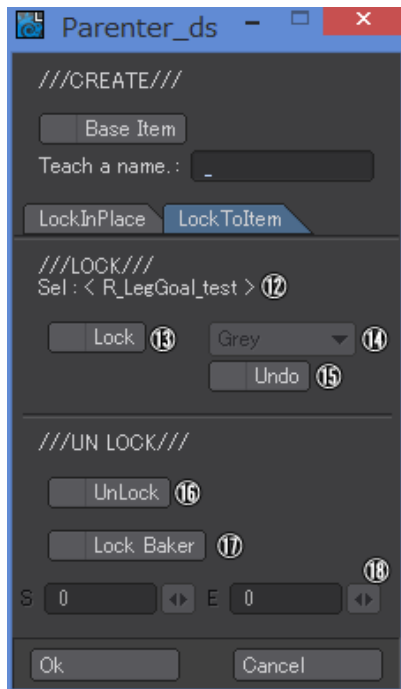 Parenter_ds
///CREATE///
Base Item
Teach a name. : _
LockInPlace LockToItem
///LOCK///
Sel : < R_LegGoal_test > ⑫
Lock ⑬ Grey ⑭
Undo ⑮
///UN LOCK///
UnLock ⑯
Lock Baker ⑰
⑱
S 0 E 0
Ok Cancel